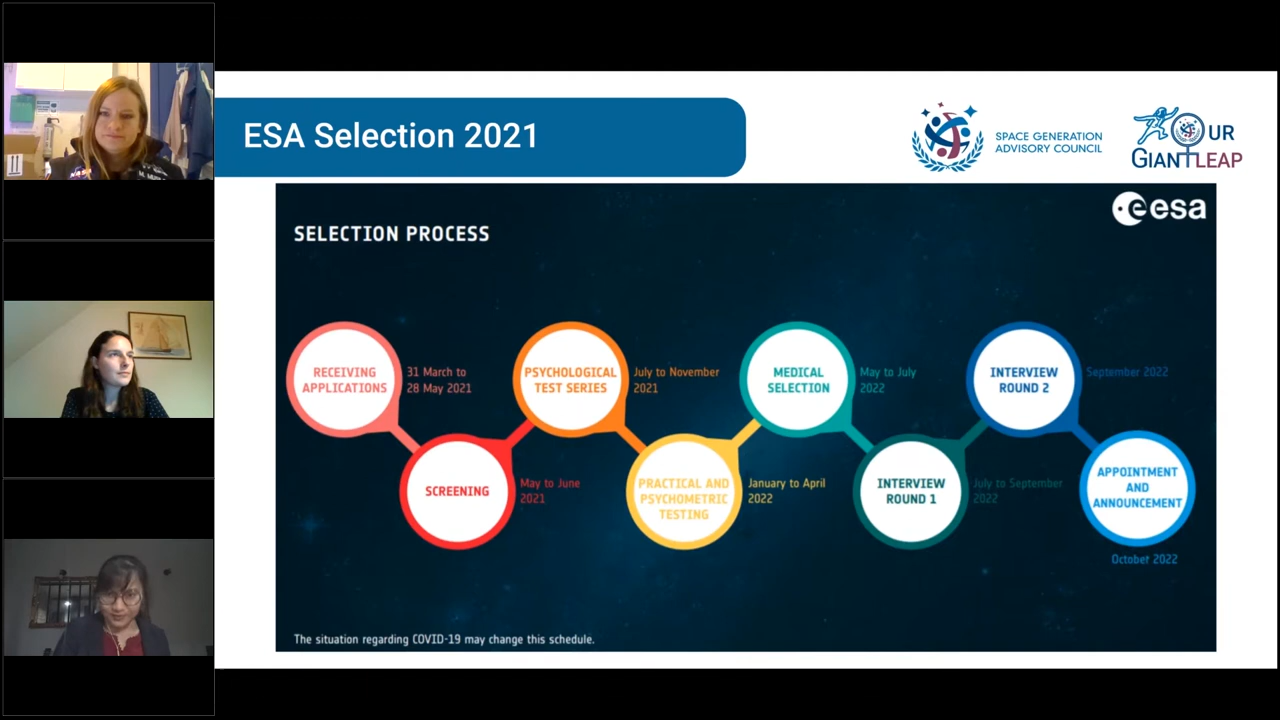 ESA Selection 2021
SPACE GENERATION
ADVISORY COUNCIL
OUR
GIANTLEAP
esa
SELECTION PROCESS
RECEIVING
APPLICATIONS
31 March to
28 May 2021
SCREENING
May to June
2021
PSYCHOLOGICAL
TEST SERIES
July to November
2021
PRACTICAL AND
PSYCHOMETRIC
TESTING
January to April
2022
MEDICAL
SELECTION
May to July
2022
INTERVIEW
ROUND 1
July to September
2022
INTERVIEW
ROUND 2
September 2022
APPOINTMENT
AND
ANNOUNCEMENT
October 2022
The situation regarding COVID-19 may change this schedule.